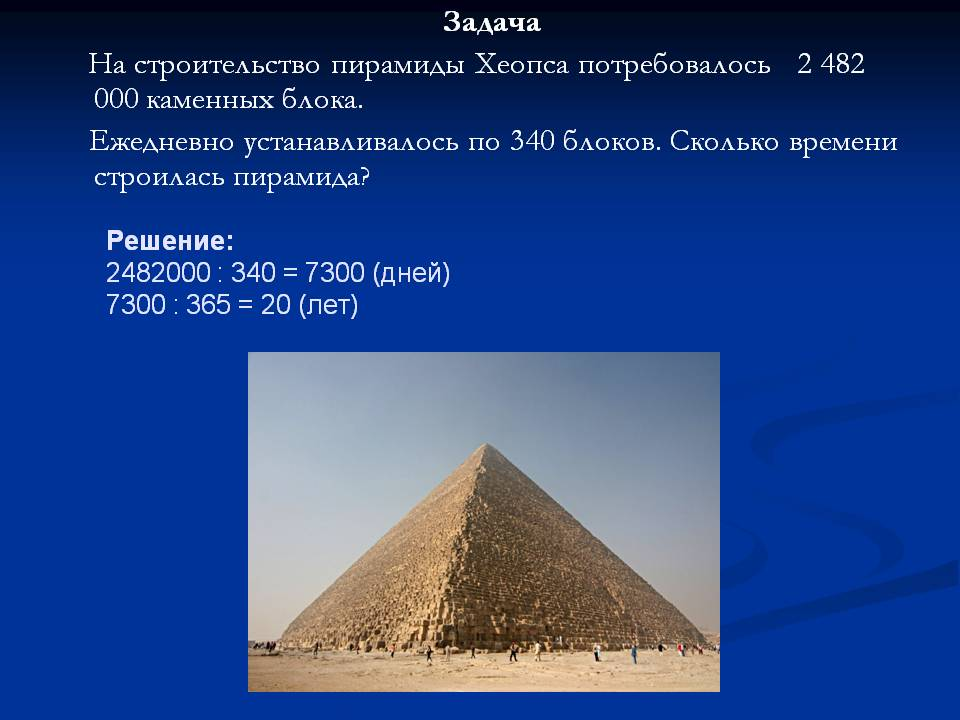 Задача
На строительство пирамиды Хеопса потребовалось 2 482
000 каменных блока.
Ежедневно устанавливалось по 340 блоков. Сколько времени
строилась пирамида?
Решение:
2482000 : 340 = 7300 (дней)
7300 : 365 = 20 (лет)